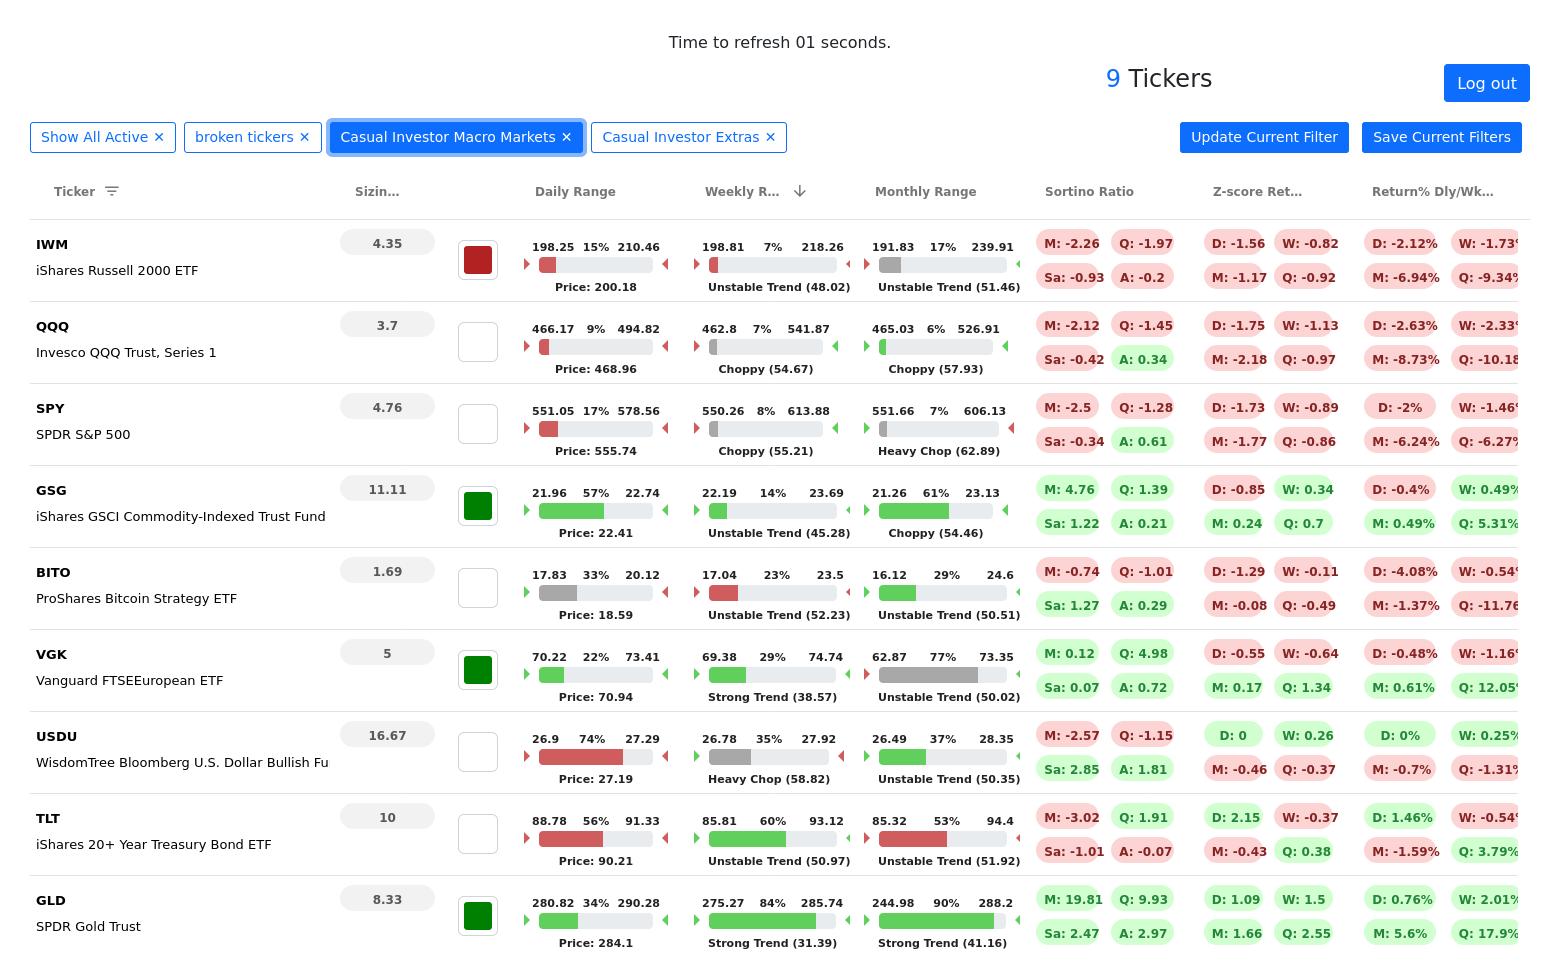 Time to refresh 01 seconds.
9 Tickers
Log out
Show All Active ✕ broken tickers ✕ Casual Investor Macro Markets ✕ Casual Investor Extras ✕ Update Current Filter Save Current Filters
Ticker Sizin... Daily Range Weekly R... Monthly Range Sortino Ratio Z-score Ret... Return% Dly/Wk...
IWM 4.35 198.25 15% 210.46 198.81 7% 218.26 191.83 17% 239.91 M: -2.26 Q: -1.97 D: -1.56 W: -0.82 D: -2.12% W: -1.73%
iShares Russell 2000 ETF Sa: -0.93 A: -0.2 M: -1.17 Q: -0.92 M: -6.94% Q: -9.34%
Price: 200.18 Unstable Trend (48.02) Unstable Trend (51.46)
QQQ 3.7 466.17 9% 494.82 462.8 7% 541.87 465.03 6% 526.91 M: -2.12 Q: -1.45 D: -1.75 W: -1.13 D: -2.63% W: -2.33%
Invesco QQQ Trust, Series 1 Sa: -0.42 A: 0.34 M: -2.18 Q: -0.97 M: -8.73% Q: -10.18
Price: 468.96 Choppy (54.67) Choppy (57.93)
SPY 4.76 551.05 17% 578.56 550.26 8% 613.88 551.66 7% 606.13 M: -2.5 Q: -1.28 D: -1.73 W: -0.89 D: -2% W: -1.46%
SPDR S&P 500 Sa: -0.34 A: 0.61 M: -1.77 Q: -0.86 M: -6.24% Q: -6.27%
Price: 555.74 Choppy (55.21) Heavy Chop (62.89)
GSG 11.11 21.96 57% 22.74 22.19 14% 23.69 21.26 61% 23.13 M: 4.76 Q: 1.39 D: -0.85 W: 0.34 D: -0.4% W: 0.49%
iShares GSCI Commodity-Indexed Trust Fund Sa: 1.22 A: 0.21 M: 0.24 Q: 0.7 M: 0.49% Q: 5.31%
Price: 22.41 Unstable Trend (45.28) Choppy (54.46)
BITO 1.69 17.83 33% 20.12 17.04 23% 23.5 16.12 29% 24.6 M: -0.74 Q: -1.01 D: -1.29 W: -0.11 D: -4.08% W: -0.54%
ProShares Bitcoin Strategy ETF Sa: 1.27 A: 0.29 M: -0.08 Q: -0.49 M: -1.37% Q: -11.76
Price: 18.59 Unstable Trend (52.23) Unstable Trend (50.51)
VGK 5 70.22 22% 73.41 69.38 29% 74.74 62.87 77% 73.35 M: 0.12 Q: 4.98 D: -0.55 W: -0.64 D: -0.48% W: -1.16%
Vanguard FTSEEuropean ETF Sa: 0.07 A: 0.72 M: 0.17 Q: 1.34 M: 0.61% Q: 12.05%
Price: 70.94 Strong Trend (38.57) Unstable Trend (50.02)
USDU 16.67 26.9 74% 27.29 26.78 35% 27.92 26.49 37% 28.35 M: -2.57 Q: -1.15 D: 0 W: 0.26 D: 0% W: 0.25%
WisdomTree Bloomberg U.S. Dollar Bullish Fu Sa: 2.85 A: 1.81 M: -0.46 Q: -0.37 M: -0.7% Q: -1.31%
Price: 27.19 Heavy Chop (58.82) Unstable Trend (50.35)
TLT 10 88.78 56% 91.33 85.81 60% 93.12 85.32 53% 94.4 M: -3.02 Q: 1.91 D: 2.15 W: -0.37 D: 1.46% W: -0.54%
iShares 20+ Year Treasury Bond ETF Sa: -1.01 A: -0.07 M: -0.43 Q: 0.38 M: -1.59% Q: 3.79%
Price: 90.21 Unstable Trend (50.97) Unstable Trend (51.92)
GLD 8.33 280.82 34% 290.28 275.27 84% 285.74 244.98 90% 288.2 M: 19.81 Q: 9.93 D: 1.09 W: 1.5 D: 0.76% W: 2.01%
SPDR Gold Trust Sa: 2.47 A: 2.97 M: 1.66 Q: 2.55 M: 5.6% Q: 17.9%
Price: 284.1 Strong Trend (31.39) Strong Trend (41.16)